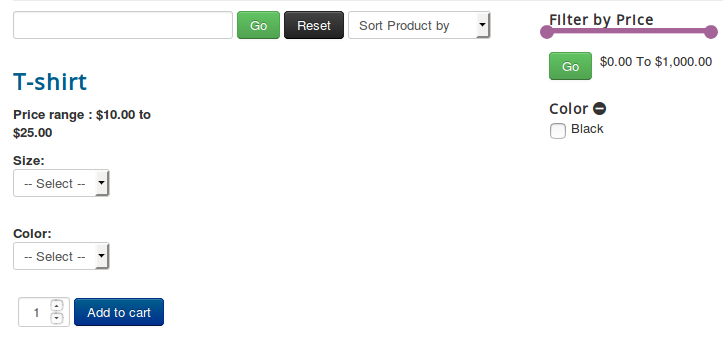 Go Reset Sort Product by
T-shirt
Price range : $10.00 to
$25.00
Size:
-- Select --
Color:
-- Select --
1 Add to cart
Filter by Price
Go $0.00 To $1,000.00
Color
Black